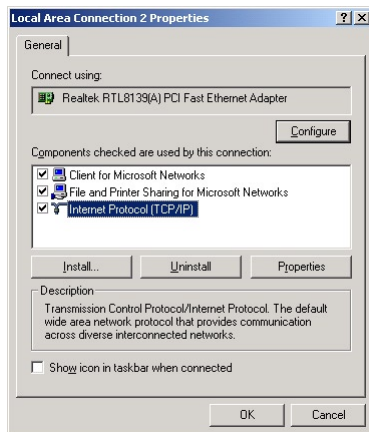 Local Area Connection 2 Properties
General
Connect using:
Realtek RTL8139(A) PCI Fast Ethernet Adapter
Configure
Components checked are used by this connection:
Client for Microsoft Networks
File and Printer Sharing for Microsoft Networks
Internet Protocol (TCP/IP)
Install... Uninstall Properties
Description
Transmission Control Protocol/Internet Protocol. The default
wide area network protocol that provides communication
across diverse interconnected networks.
Show icon in taskbar when connected
OK Cancel